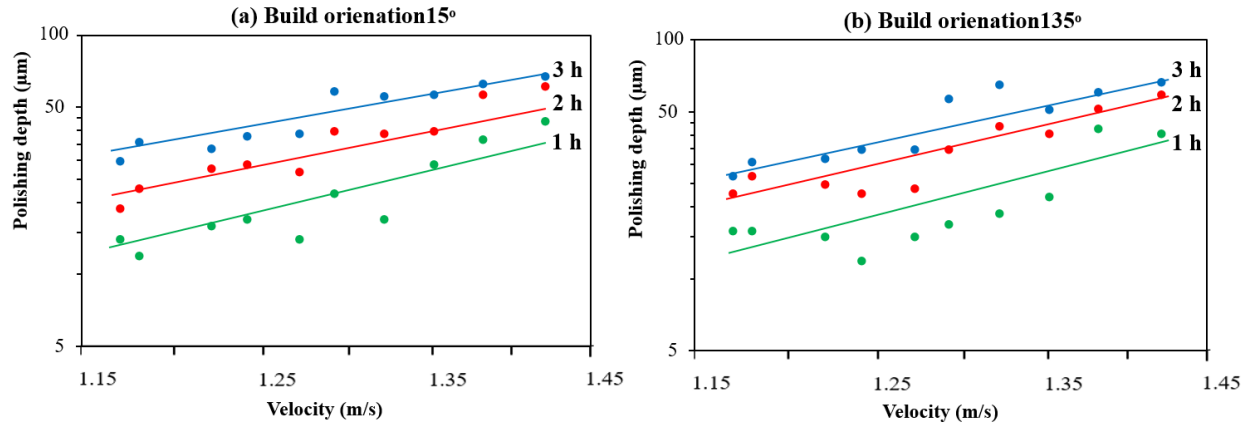 (a) Build orienation15o
Polishing depth (µm)
100
50
5
3 h
2 h
1 h
1.15
1.25
1.35
1.45
Velocity (m/s)
(b) Build orienation135o
Polishing depth (µm)
100
50
5
3 h
2 h
1 h
1.15
1.25
1.35
1.45
Velocity (m/s)